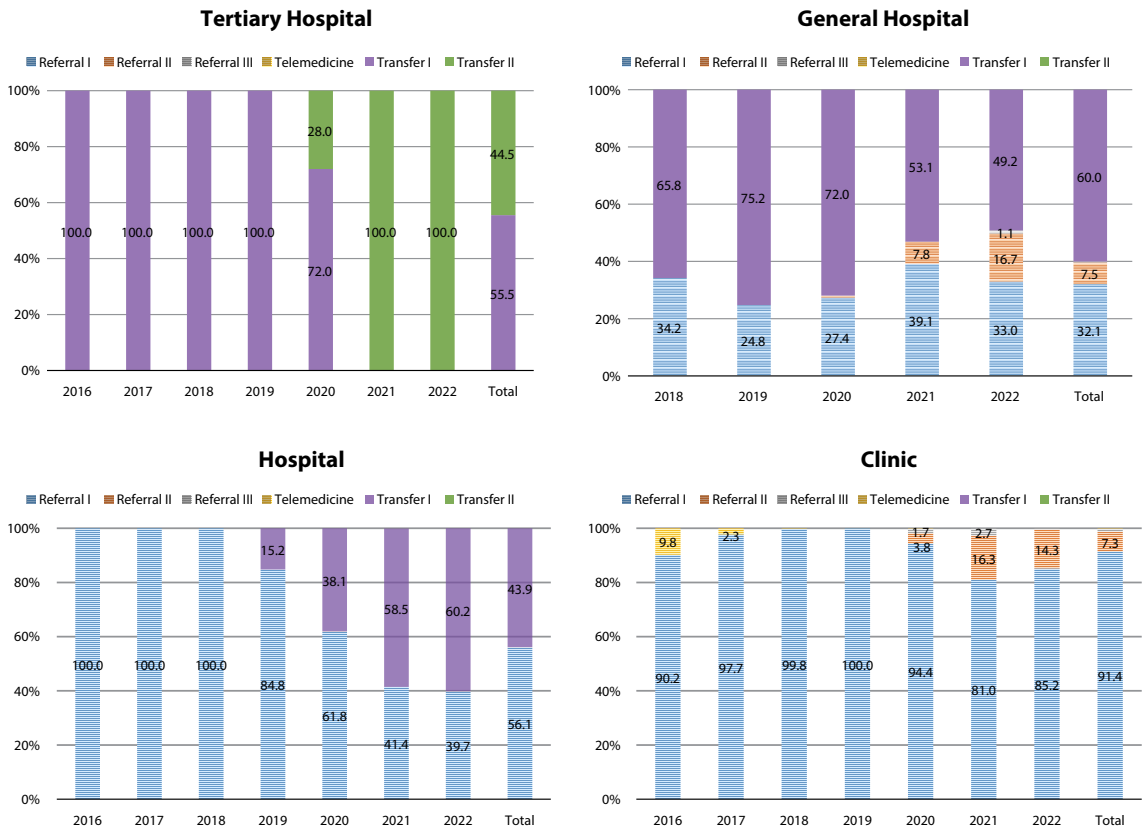 Tertiary Hospital
Referral I Referral II Referral III Telemedicine Transfer I Transfer II
100%
80%
60%
40%
20%
0%
100.0 100.0 100.0 100.0 28.0 72.0 100.0 100.0 44.5 55.5
2016 2017 2018 2019 2020 2021 2022 Total
General Hospital
Referral I Referral II Referral III Telemedicine Transfer I Transfer II
100%
80%
60%
40%
20%
0%
65.8 34.2 75.2 24.8 72.0 27.4 53.1 7.8 39.1 49.2 1.1 16.7 33.0 60.0 7.5 32.1
2018 2019 2020 2021 2022 Total
Hospital
Referral I Referral II Referral III Telemedicine Transfer I Transfer II
100%
80%
60%
40%
20%
0%
100.0 100.0 100.0 15.2 84.8 38.1 61.8 58.5 41.4 60.2 39.7 43.9 56.1
2016 2017 2018 2019 2020 2021 2022 Total
Clinic
Referral I Referral II Referral III Telemedicine Transfer I Transfer II
100%
80%
60%
40%
20%
0%
9.8 90.2 2.3 97.7 99.8 100.0 1.7 3.8 94.4 2.7 16.3 81.0 14.3 85.2 7.3 91.4
2016 2017 2018 2019 2020 2021 2022 Total